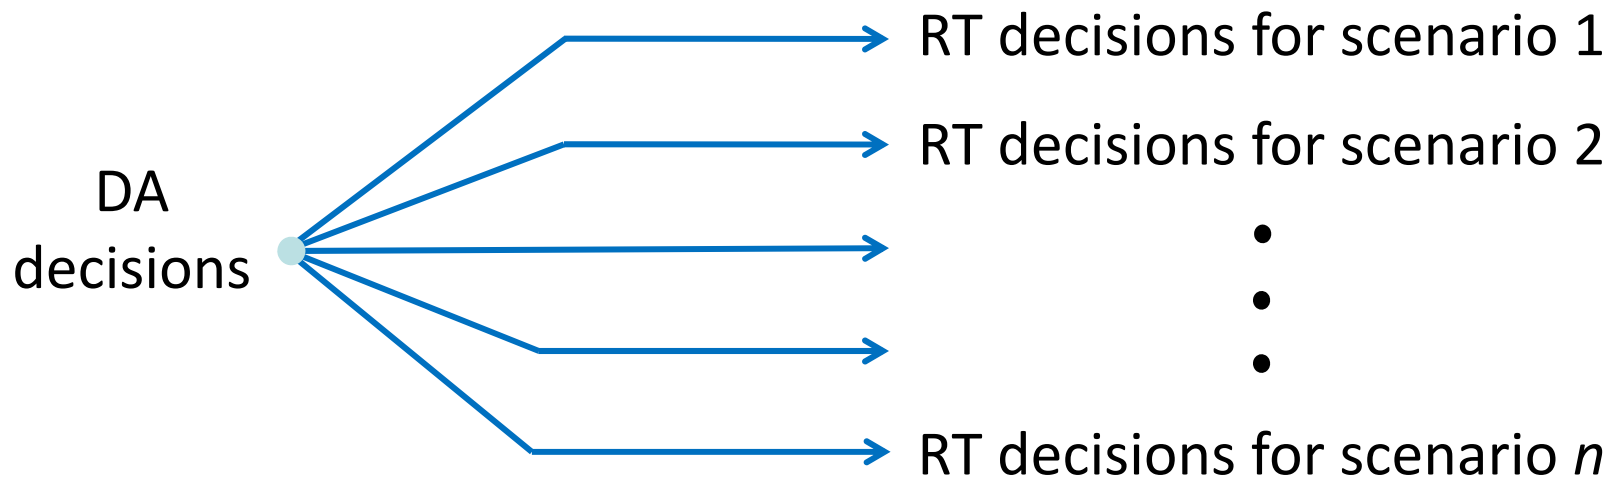 DA
decisions
RT decisions for scenario 1
RT decisions for scenario 2
RT decisions for scenario n